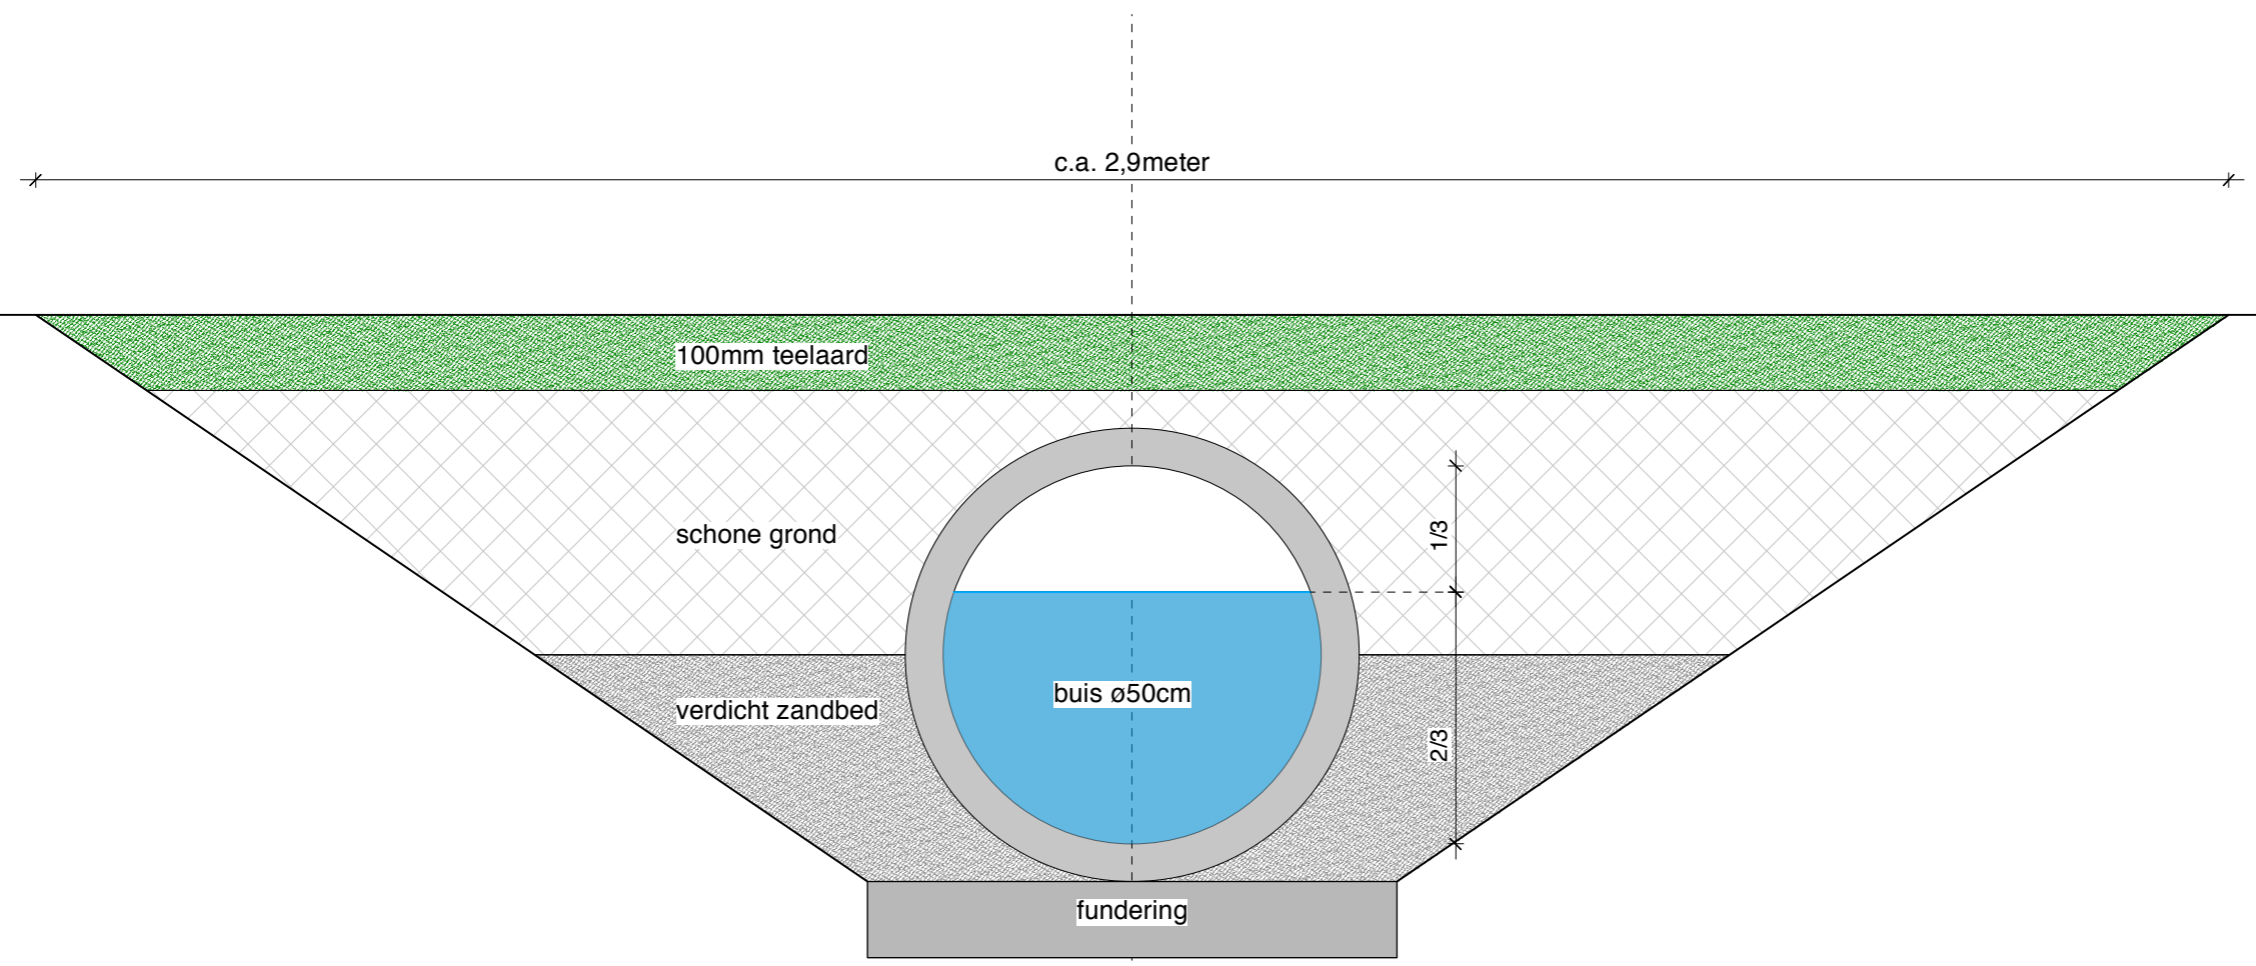 c.a. 2,9meter
100mm teelaard
schone grond
1/3
buis ø50cm
verdicht zandbed
2/3
fundering